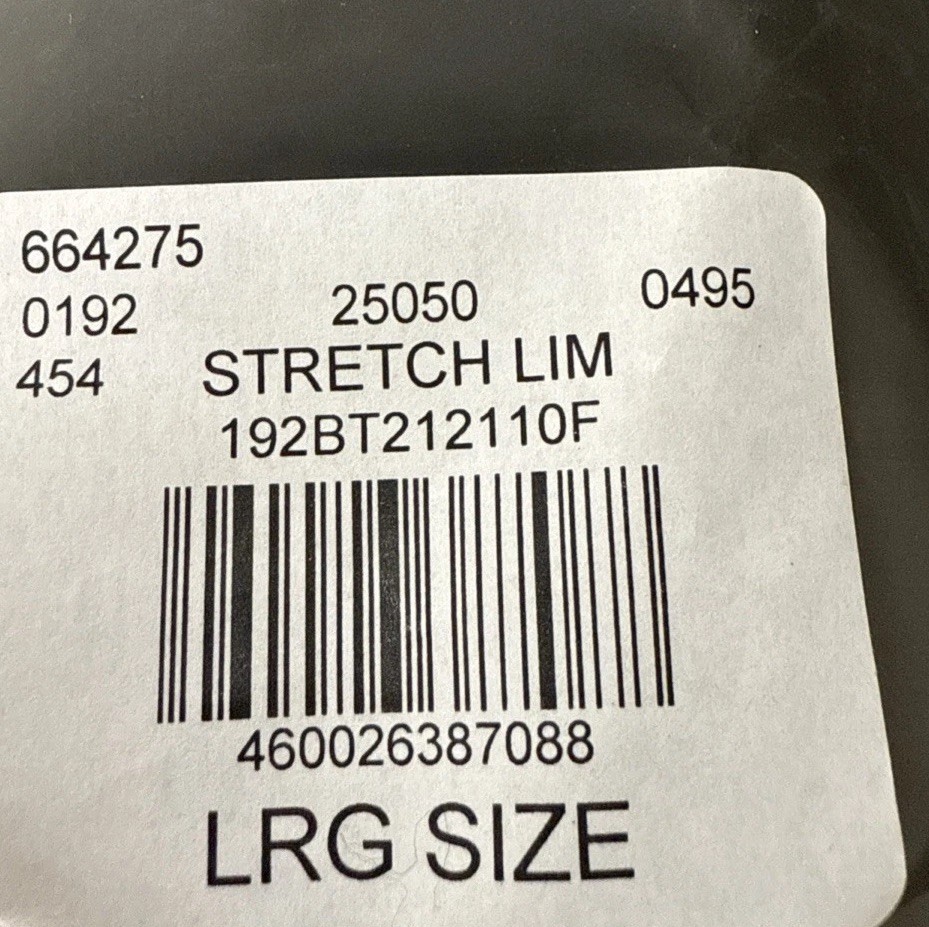 664275
0192 25050 0495
454 STRETCH LIM
192BT212110F
460026387088
LRG SIZE